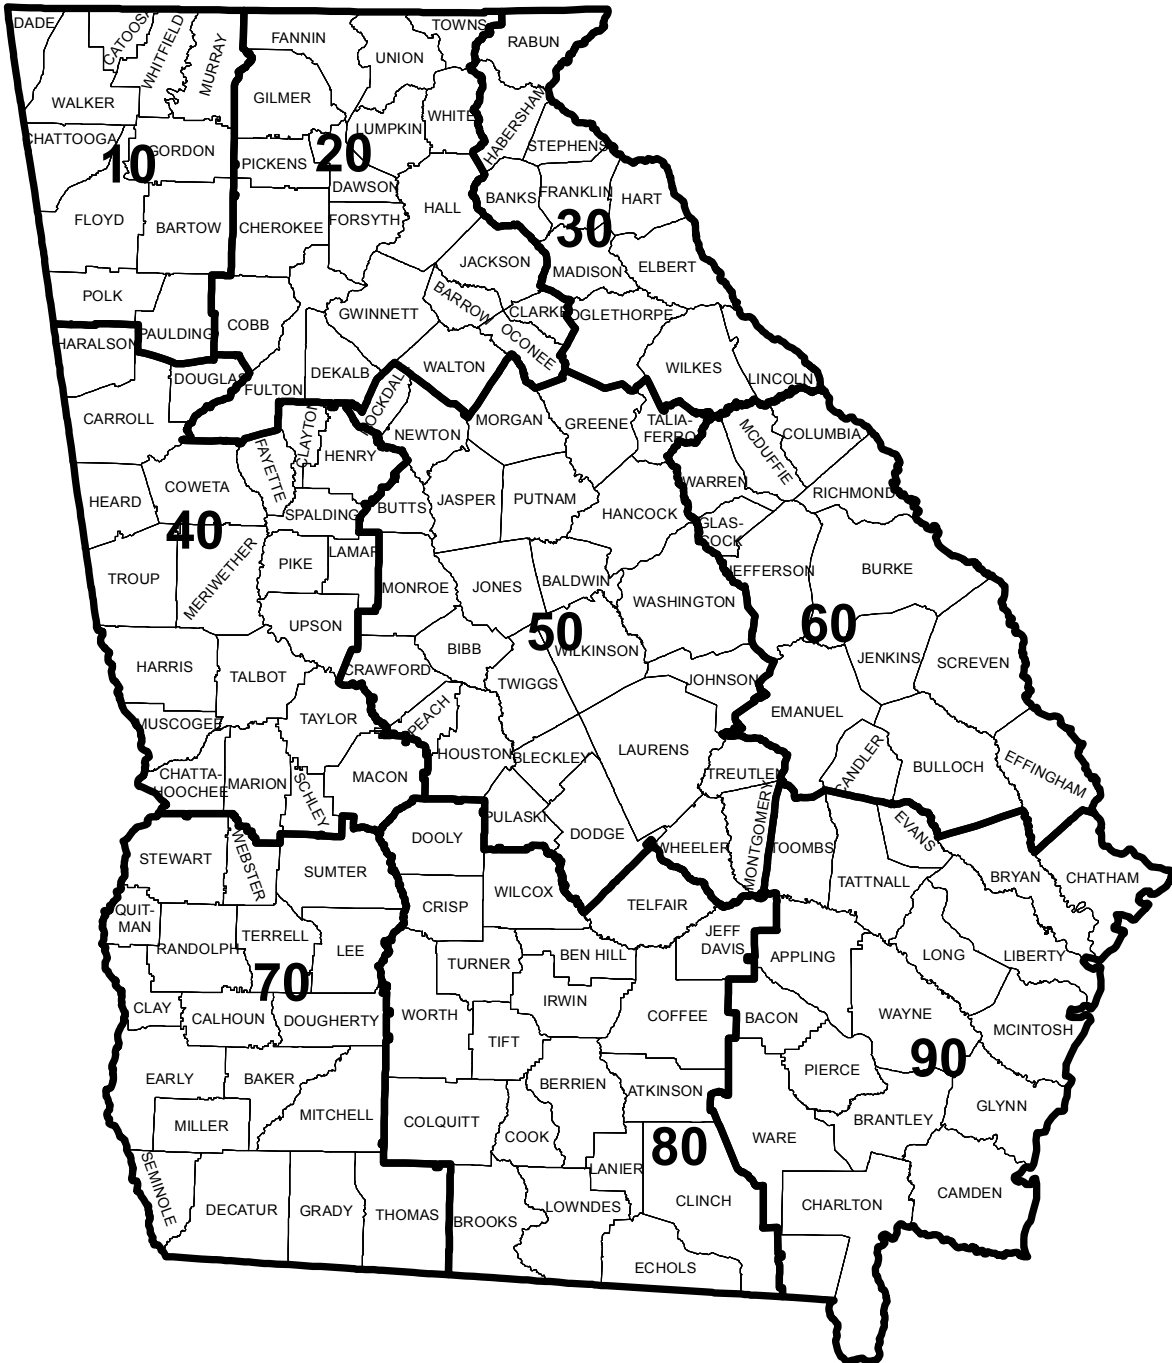 DADE
CATOOSA
WHITFIELD
MURRAY
FANNIN
TOWNS
UNION
RABUN
WALKER
GILMER
LUMPKIN
WHITE
HABERSHAM
STEPHENS
CHATTOOGA
10
GORDON
PICKENS
20
DAWSON
FLOYD
BARTOW
CHEROKEE
FORSYTH
HALL
BANKS
FRANKLIN
HART
30
POLK
PAULDING
COBB
GWINNETT
JACKSON
BARROW
CLARKE
OCONEE
MADISON
ELBERT
OGLETHORPE
HARALSON
DOUGLAS
FULTON
DEKALB
OCKDAL
WALTON
WILKES
LINCOLN
CARROLL
CLAYTON
HENRY
NEWTON
MORGAN
GREENE
TALIA-
FERRO
MCDUFFIE
COLUMBIA
HEARD
COWETA
FAYETTE
SPALDING
BUTTS
JASPER
PUTNAM
HANCOCK
WARREN
RICHMOND
40
GLAS-
COCK
TROUP
MERIWETHER
PIKE
LAMAR
MONROE
JONES
BALDWIN
WASHINGTON
JEFFERSON
BURKE
UPSON
50
60
HARRIS
TALBOT
CRAWFORD
BIBB
TWIGGS
WILKINSON
JOHNSON
JENKINS
SCREVEN
MUSCOGEE
TAYLOR
PEACH
HOUSTON
BLECKLEY
LAURENS
TREUTLEN
EMANUEL
CANDLER
BULLOCH
EFFINGHAM
CHATTA-
HOOCHEE
MARION
SCHLEY
MACON
PULASKI
DODGE
WHEELER
MONTGOMERY
TOOMBS
EVANS
STEWART
WEBSTER
SUMTER
DOOLY
WILCOX
TELFAIR
TATTNALL
BRYAN
CHATHAM
QUIT-
MAN
RANDOLPH
TERRELL
LEE
CRISP
TURNER
BEN HILL
JEFF
DAVIS
APPLING
LONG
LIBERTY
70
CLAY
CALHOUN
DOUGHERTY
WORTH
TIFT
IRWIN
COFFEE
BACON
WAYNE
MCINTOSH
EARLY
BAKER
MITCHELL
BERRIEN
ATKINSON
PIERCE
90
MILLER
COLQUITT
COOK
80
WARE
BRANTLEY
GLYNN
SEMINOLE
DECATUR
GRADY
THOMAS
BROOKS
LANIER
LOWNDES
CLINCH
ECHOLS
CHARLTON
CAMDEN